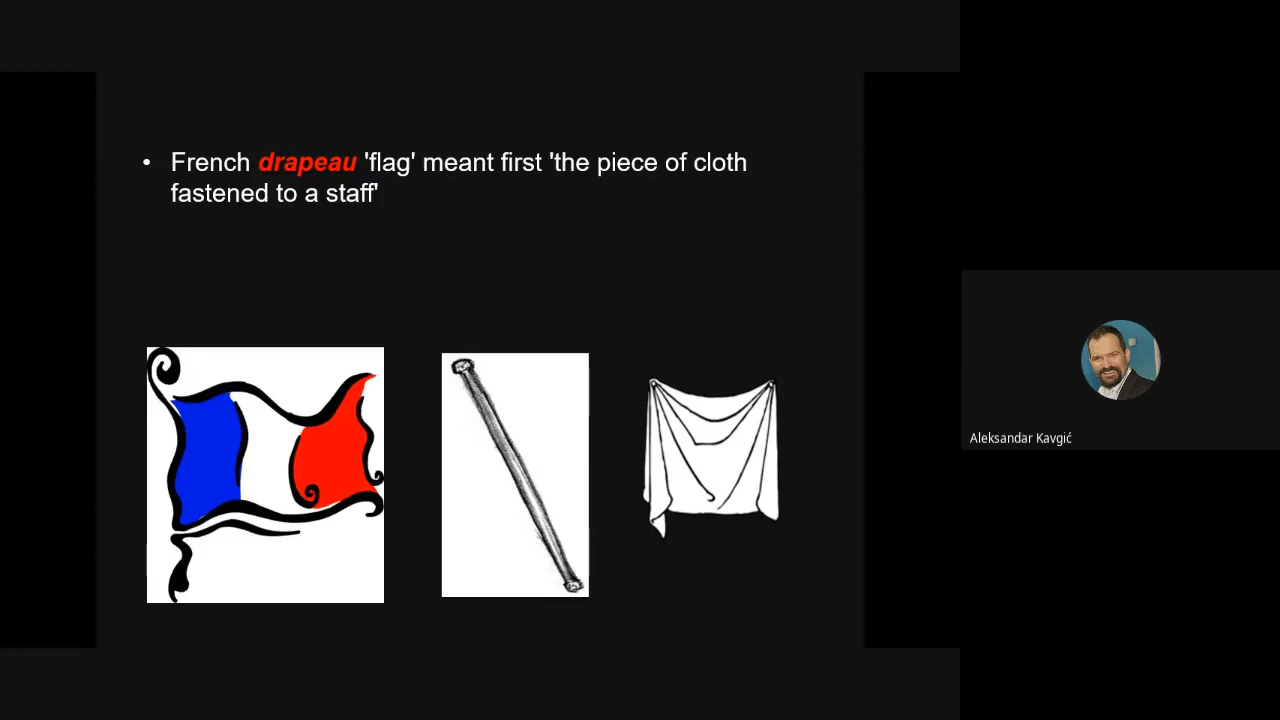 • French drapeau 'flag' meant first 'the piece of cloth
fastened to a staff'
Aleksandar Kavgić